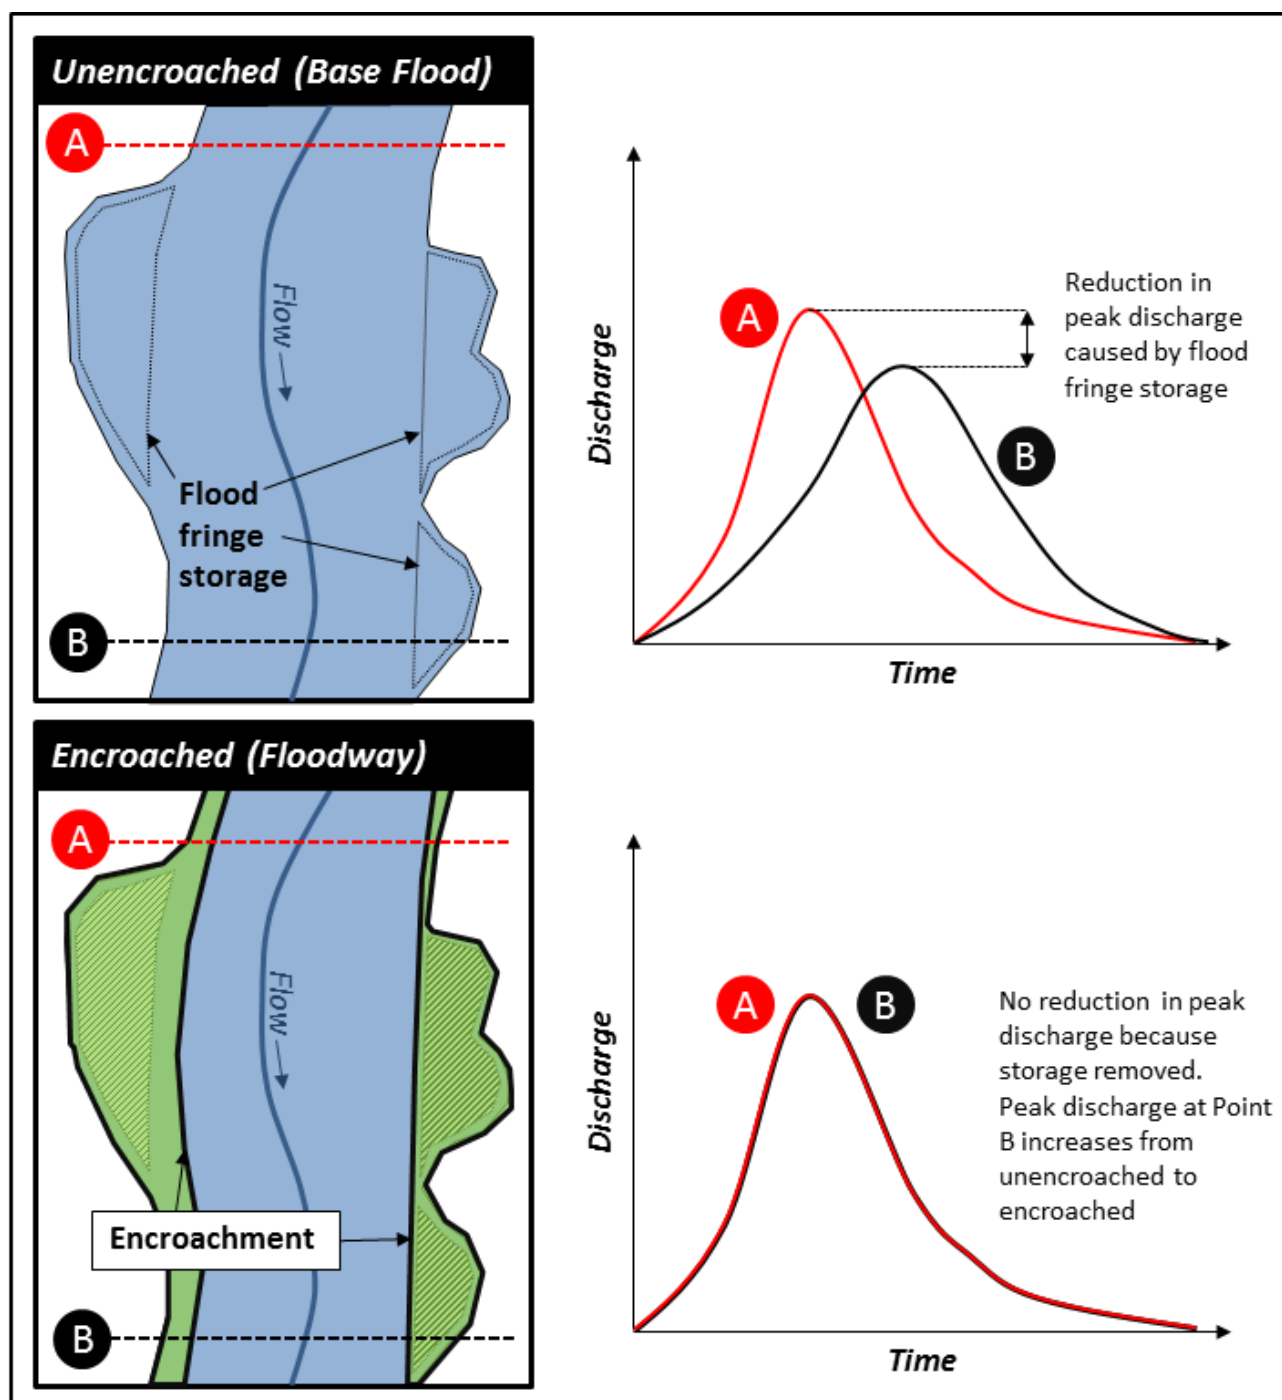 Unencroached (Base Flood)
A
Flow
Flood
fringe
storage
B
Discharge
A
B
Reduction in
peak discharge
caused by flood
fringe storage
Time
Encroached (Floodway)
A
Flow
Encroachment
B
Discharge
A
B
No reduction in peak
discharge because
storage removed.
Peak discharge at Point
B increases from
unencroached to
encroached
Time